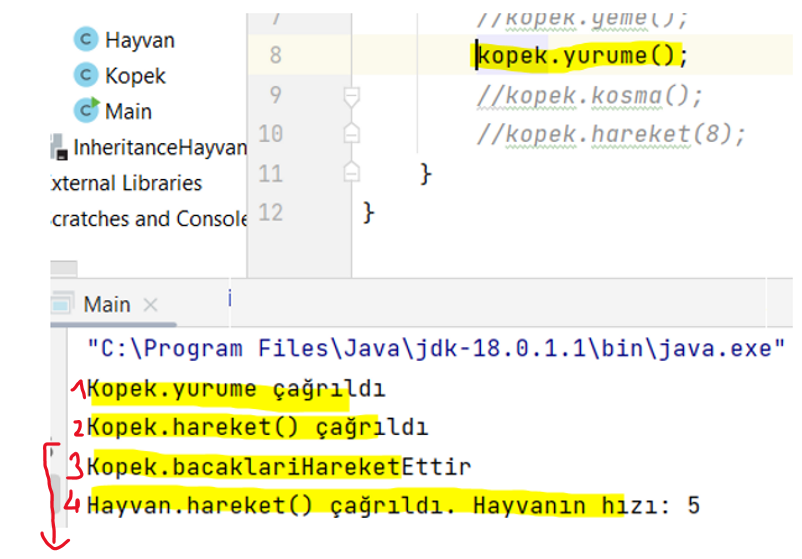 7 //kopek.yeme();
Hayvan
8 kopek.yurume();
Kopek
9 //kopek.kosma();
Main
10 //kopek.hareket(8);
InheritanceHayvan
11 }
xternal Libraries
12 }
cratches and Console
Main
"C:\Program Files\Java\jdk-18.0.1.1\bin\java.exe"
1 Kopek.yurume çağrıldı
2 Kopek.hareket() çağrıldı
3 Kopek.bacaklariHareketEttir
4 Hayvan.hareket() çağrıldı. Hayvanın hızı: 5